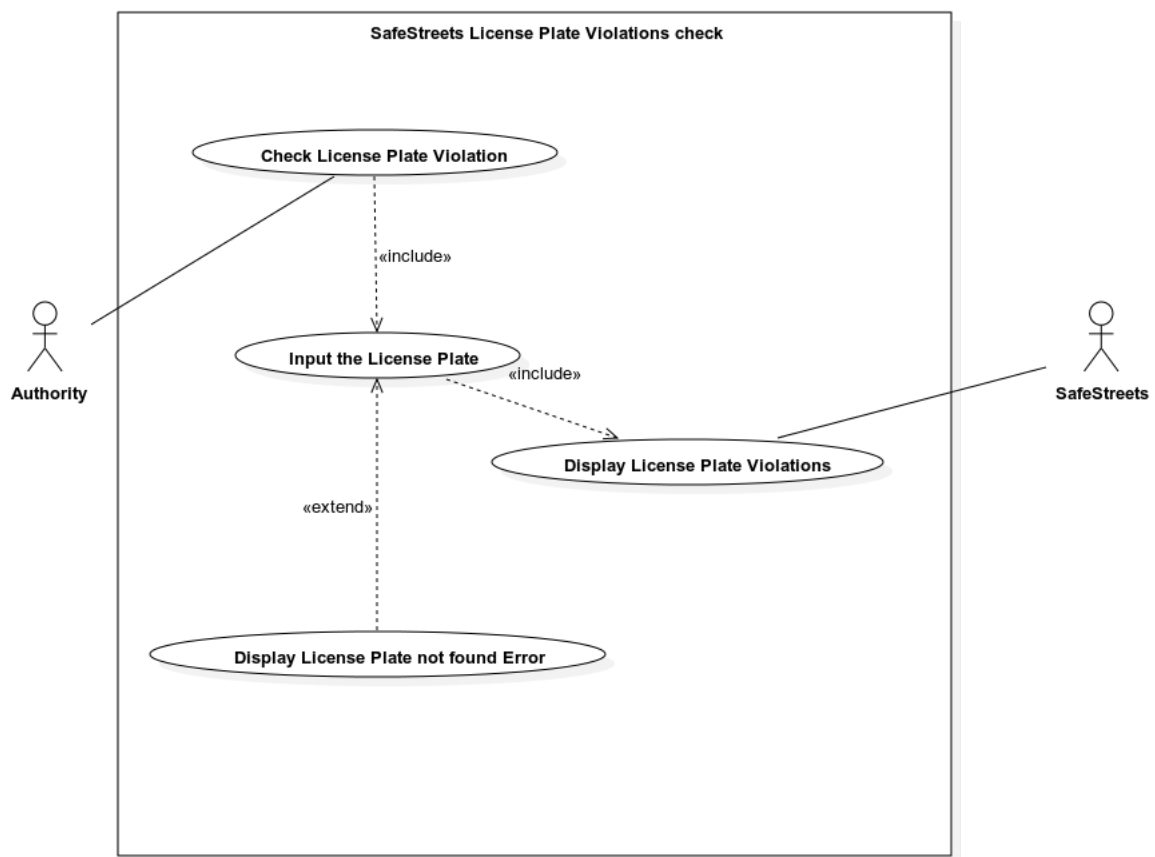 SafeStreets License Plate Violations check
Check License Plate Violation
«include»
Input the License Plate
«include»
Authority
SafeStreets
Display License Plate Violations
«extend»
Display License Plate not found Error